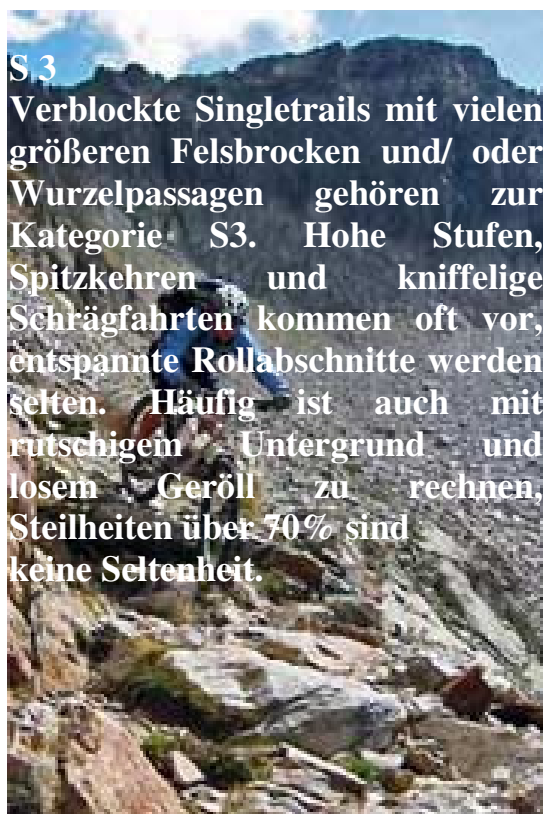 S 3
Verblockte Singletrails mit vielen
größeren Felsbrocken und/ oder
Wurzelpassagen gehören zur
Kategorie S3. Hohe Stufen,
Spitzkehren und kniffelige
Schrägfahrten kommen oft vor,
entspannte Rollabschnitte werden
selten. Häufig ist auch mit
rutschigem Untergrund und
losem Geröll zu rechnen,
Steilheiten über 70% sind
keine Seltenheit.